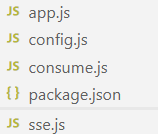 JS app.js
JS config.js
JS consume.js
{ } package.json
JS sse.js